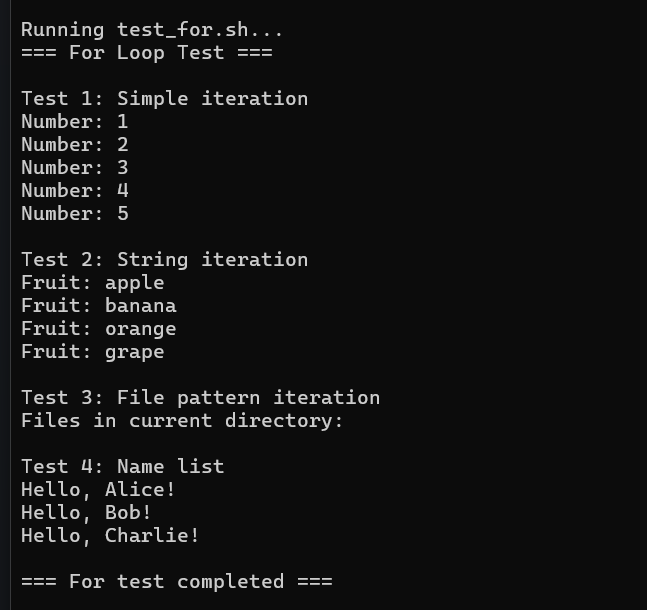 Running test_for.sh...
=== For Loop Test ===
Test 1: Simple iteration
Number: 1
Number: 2
Number: 3
Number: 4
Number: 5
Test 2: String iteration
Fruit: apple
Fruit: banana
Fruit: orange
Fruit: grape
Test 3: File pattern iteration
Files in current directory:
Test 4: Name list
Hello, Alice!
Hello, Bob!
Hello, Charlie!
=== For test completed ===